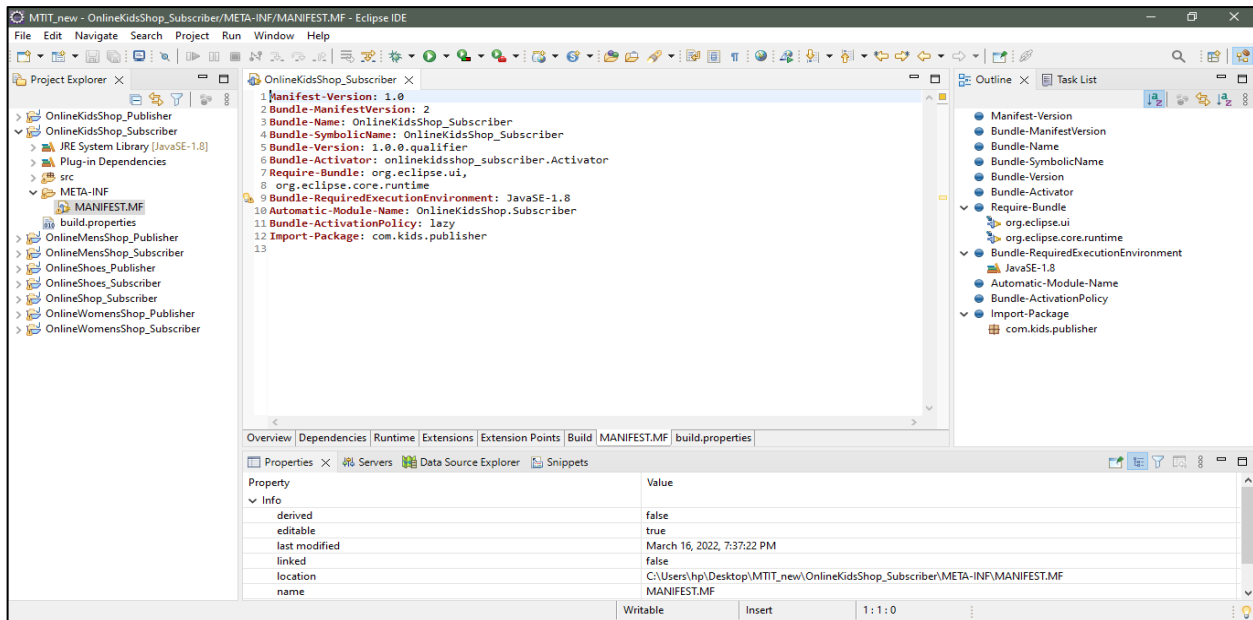 MTIT_new - OnlineKidsShop_Subscriber/META-INF/MANIFEST.MF - Eclipse IDE
File Edit Navigate Search Project Run Window Help
Project Explorer
OnlineKidsShop_Publisher
OnlineKidsShop_Subscriber
JRE System Library [JavaSE-1.8]
Plug-in Dependencies
src
META-INF
MANIFEST.MF
build.properties
OnlineMensShop_Publisher
OnlineMensShop_Subscriber
OnlineShoes_Publisher
OnlineShoes_Subscriber
OnlineShop_Subscriber
OnlineWomensShop_Publisher
OnlineWomensShop_Subscriber
OnlineKidsShop_Subscriber
1 Manifest-Version: 1.0
2 Bundle-ManifestVersion: 2
3 Bundle-Name: OnlineKidsShop_Subscriber
4 Bundle-SymbolicName: OnlineKidsShop_Subscriber
5 Bundle-Version: 1.0.0.qualifier
6 Bundle-Activator: onlinekidsshop_subscriber.Activator
7 Require-Bundle: org.eclipse.ui,
8 org.eclipse.core.runtime
9 Bundle-RequiredExecutionEnvironment: JavaSE-1.8
10 Automatic-Module-Name: OnlineKidsShop.Subscriber
11 Bundle-ActivationPolicy: lazy
12 Import-Package: com.kids.publisher
13
Overview Dependencies Runtime Extensions Extension Points Build MANIFEST.MF build.properties
Outline Task List
Manifest-Version
Bundle-ManifestVersion
Bundle-Name
Bundle-SymbolicName
Bundle-Version
Bundle-Activator
Require-Bundle
org.eclipse.ui
org.eclipse.core.runtime
Bundle-RequiredExecutionEnvironment
JavaSE-1.8
Automatic-Module-Name
Bundle-ActivationPolicy
Import-Package
com.kids.publisher
Properties Servers Data Source Explorer Snippets
Property Value
Info
derived false
editable true
last modified March 16, 2022, 7:37:22 PM
linked false
location C:\Users\hp\Desktop\MTIT_new\OnlineKidsShop_Subscriber\META-INF\MANIFEST.MF
name MANIFEST.MF
Writable Insert 1:1:0